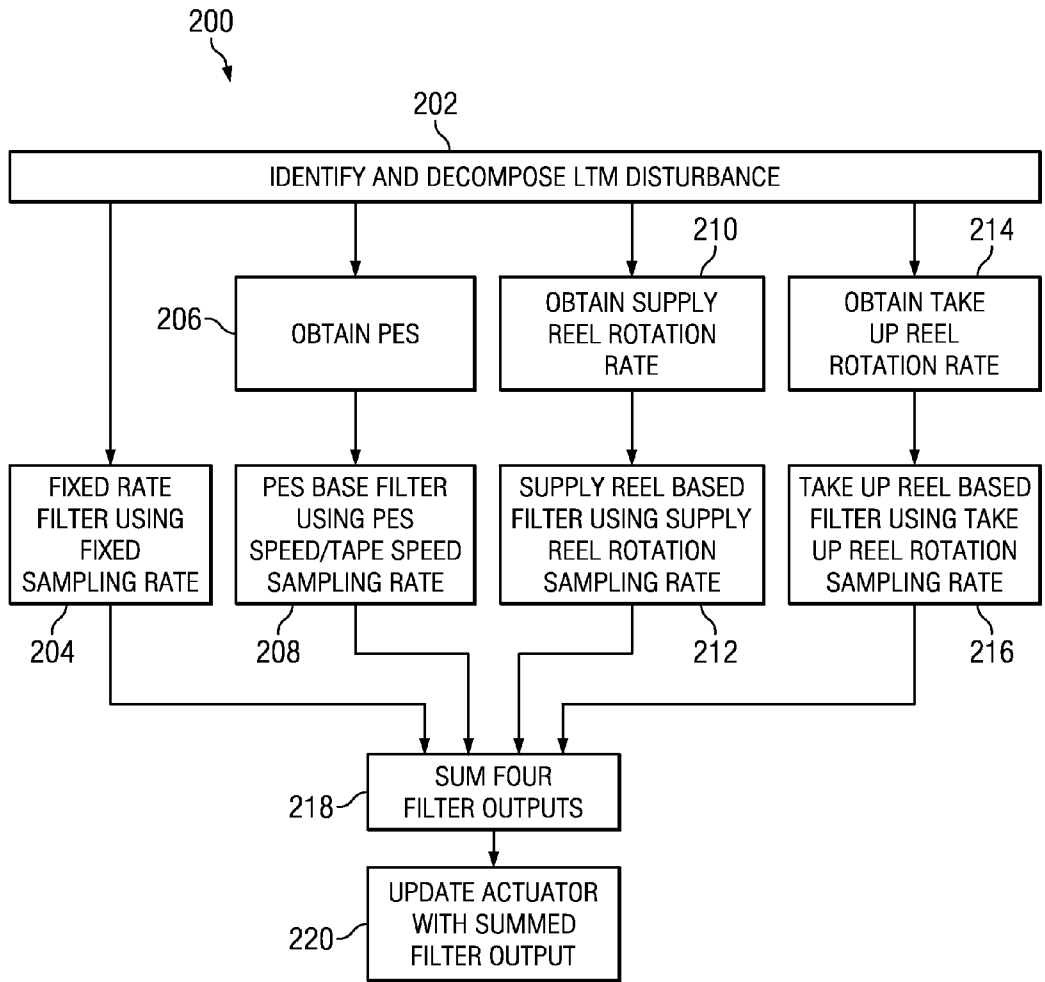 200
202
IDENTIFY AND DECOMPOSE LTM DISTURBANCE
206
OBTAIN PES
210
OBTAIN SUPPLY
REEL ROTATION
RATE
214
OBTAIN TAKE
UP REEL
ROTATION RATE
FIXED RATE
FILTER USING
FIXED
SAMPLING RATE
204
PES BASE FILTER
USING PES
SPEED/TAPE SPEED
SAMPLING RATE
208
SUPPLY REEL BASED
FILTER USING SUPPLY
REEL ROTATION
SAMPLING RATE
212
TAKE UP REEL BASED
FILTER USING TAKE
UP REEL ROTATION
SAMPLING RATE
216
218
SUM FOUR
FILTER OUTPUTS
220
UPDATE ACTUATOR
WITH SUMMED
FILTER OUTPUT